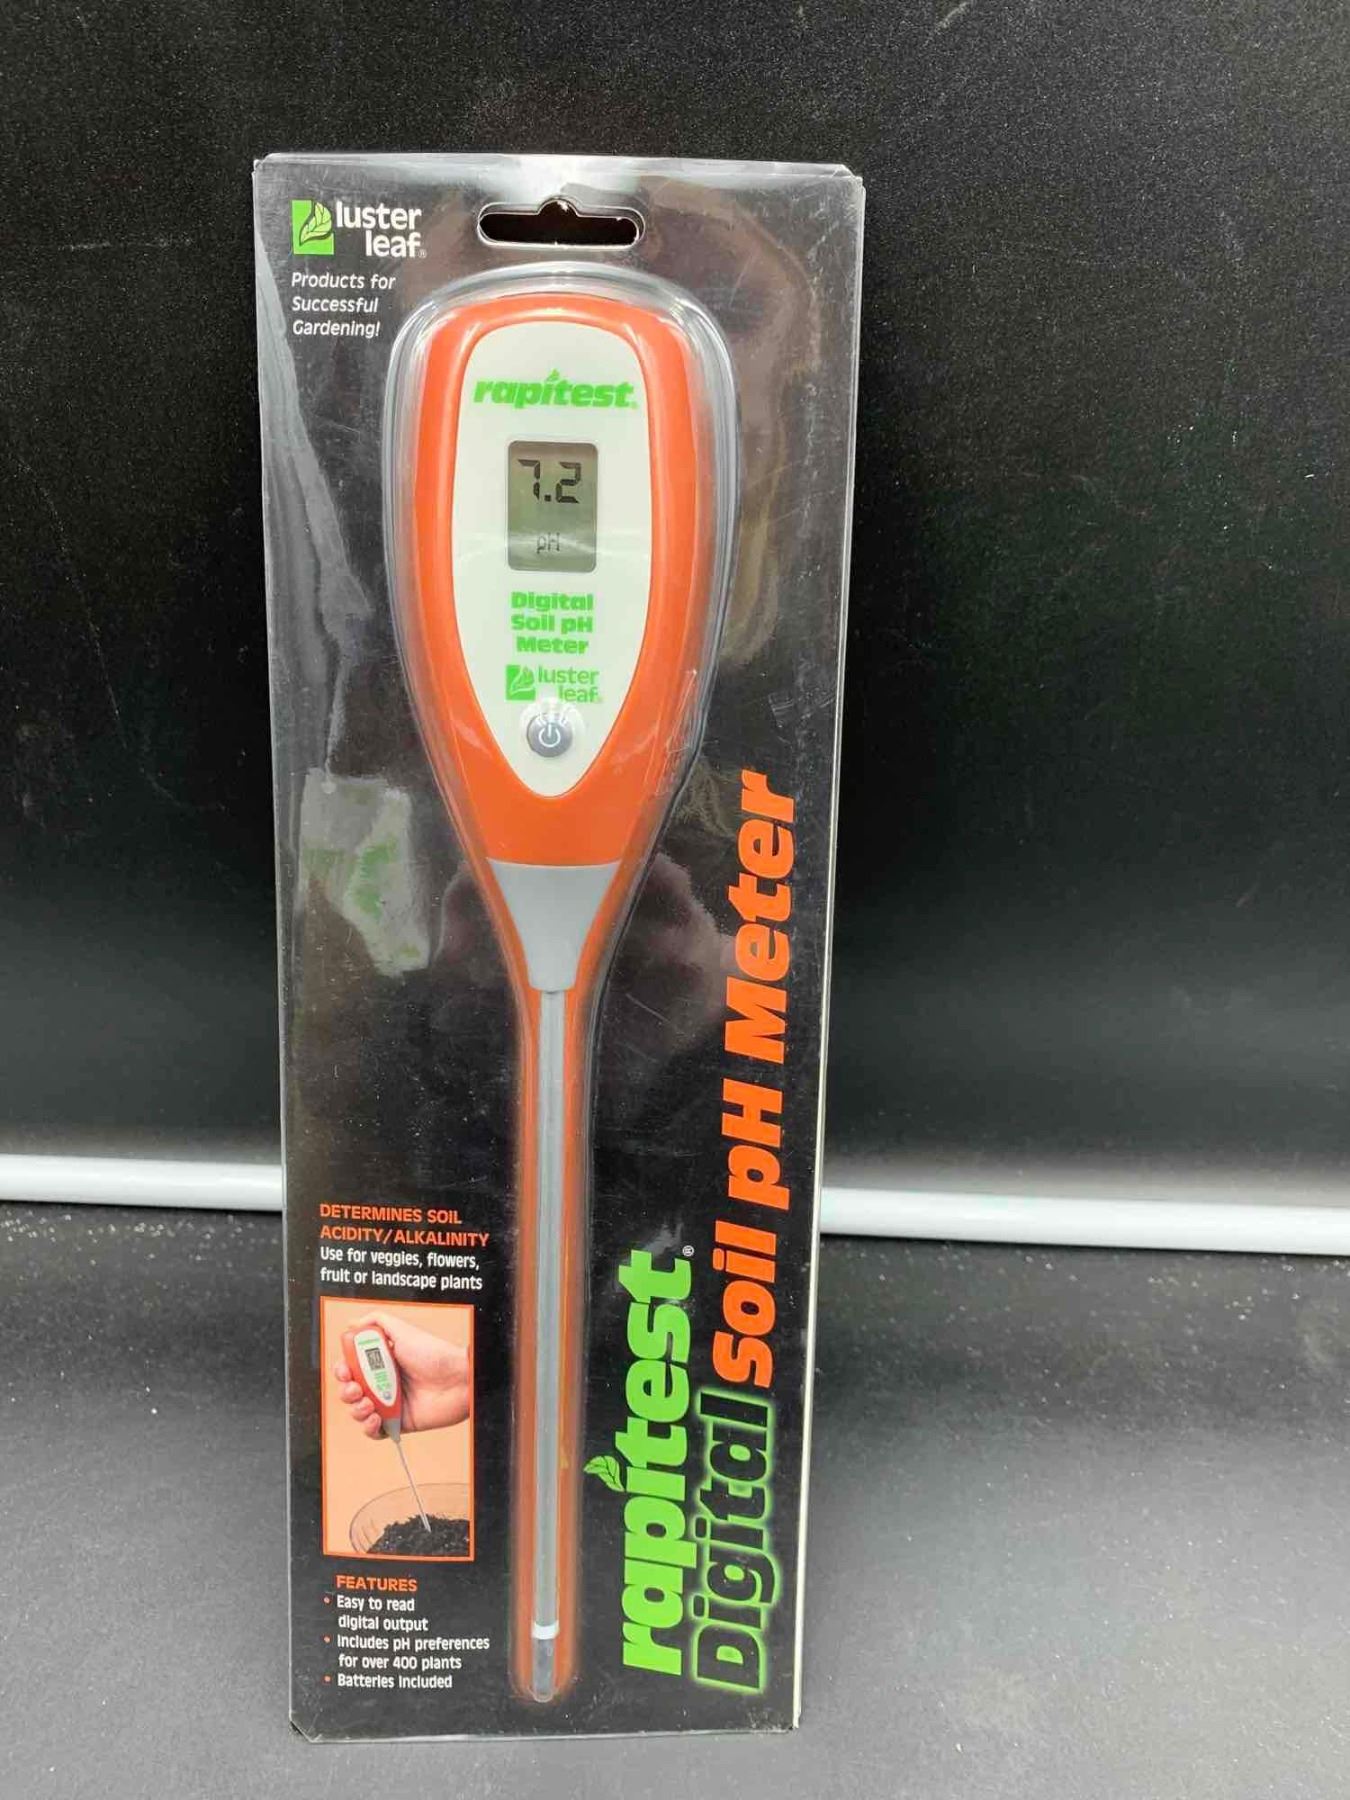 luster
leaf®
Products for
Successful
Gardening!
rapitest®
7.2
pH
Digital
Soil pH
Meter
luster
leaf®
DETERMINES SOIL
ACIDITY/ALKALINITY
Use for veggies, flowers,
fruit or landscape plants
FEATURES
• Easy to read
digital output
• Includes pH preferences
for over 400 plants
• Batteries Included
rapitest®
Digital Soil pH Meter